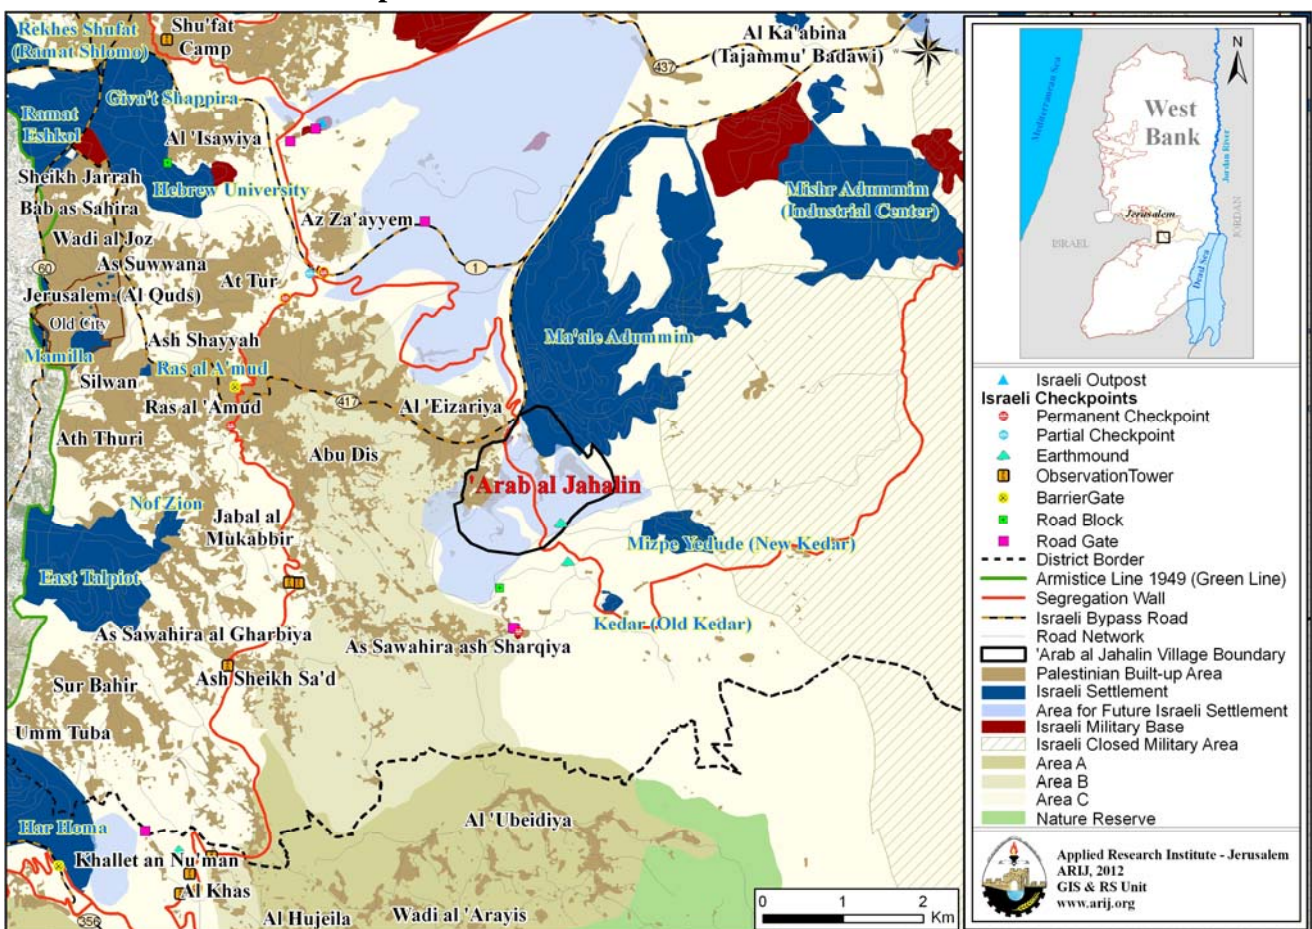 Rekhes Shufat
(Ramat Shlomo)
Shu'fat
Camp
Al Ka'abina
(Tajammu' Badawi)
437
Giva't Shappira
Ramat
Eshkol
Al 'Isawiya
Sheikh Jarrah
Hebrew University
Mishr Adummim
(Industrial Center)
Bab as Sahira
Az Za'ayyem
Wadi al Joz
As Suwwana
60
1
At Tur
Jerusalem (Al Quds)
Old City
Ash Shayyah
Ma'ale Adummim
Mamilla
Ras al A'mud
Silwan
Ras al 'Amud
417
Al 'Eizariya
Ath Thuri
Abu Dis
'Arab al Jahalin
Nof Zion
Jabal al
Mukabbir
Mizpe Yedude (New Kedar)
East Talpiot
Kedar (Old Kedar)
As Sawahira al Gharbiya
As Sawahira ash Sharqiya
Ash Sheikh Sa'd
Sur Bahir
Umm Tuba
Har Homa
Al 'Ubeidiya
Khallet an Nu'man
Al Khas
Al Hujeila
Wadi al 'Arayis
356
0 1 2
Km
N
Mediterranean Sea
West
Bank
Jordan River
Jerusalem
ISRAEL
JORDAN
Dead Sea
Israeli Outpost
Israeli Checkpoints
Permanent Checkpoint
Partial Checkpoint
Earthmound
ObservationTower
BarrierGate
Road Block
Road Gate
District Border
Armistice Line 1949 (Green Line)
Segregation Wall
Israeli Bypass Road
Road Network
'Arab al Jahalin Village Boundary
Palestinian Built-up Area
Israeli Settlement
Area for Future Israeli Settlement
Israeli Military Base
Israeli Closed Military Area
Area A
Area B
Area C
Nature Reserve
Applied Research Institute - Jerusalem
ARIJ, 2012
GIS & RS Unit
www.arij.org